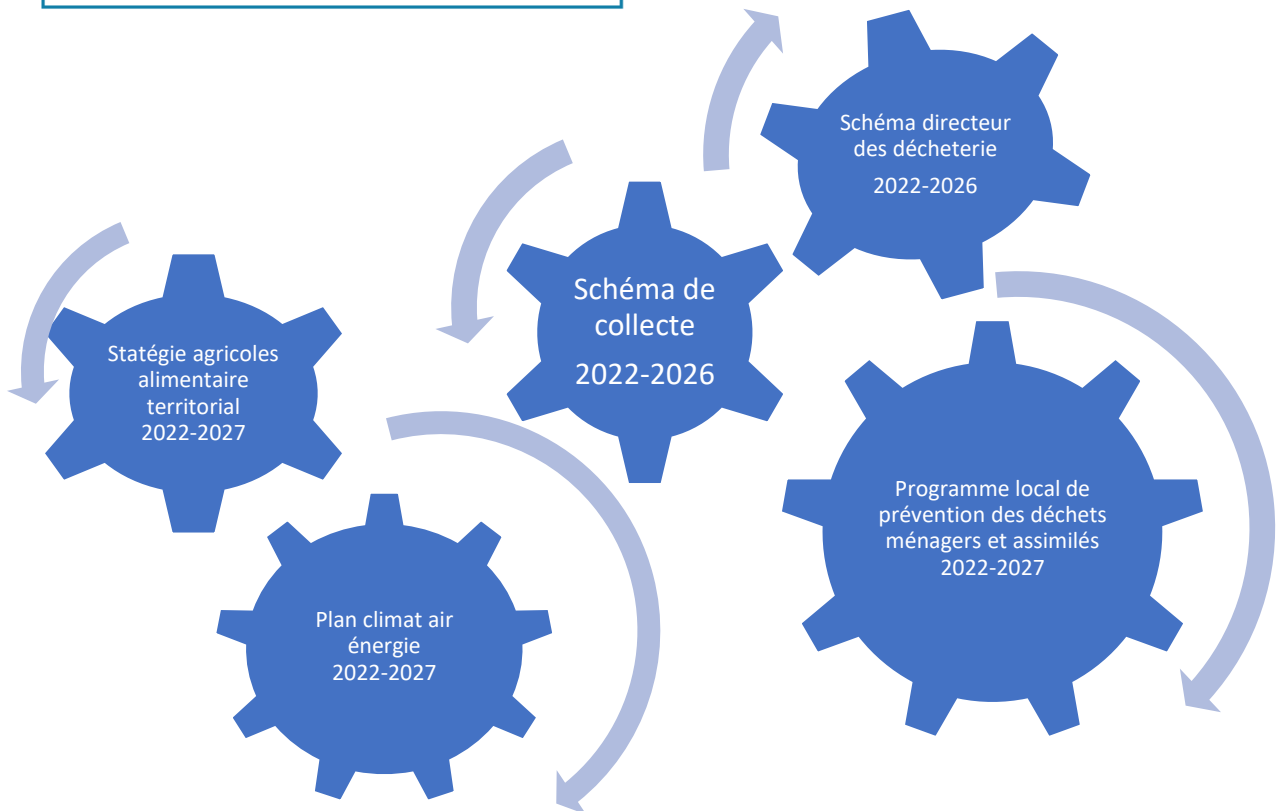 Schéma directeur
des décheterie
2022-2026
Schéma de
collecte
2022-2026
Statégie agricoles
alimentaire
territorial
2022-2027
Programme local de
prévention des déchets
ménagers et assimilés
2022-2027
Plan climat air
énergie
2022-2027